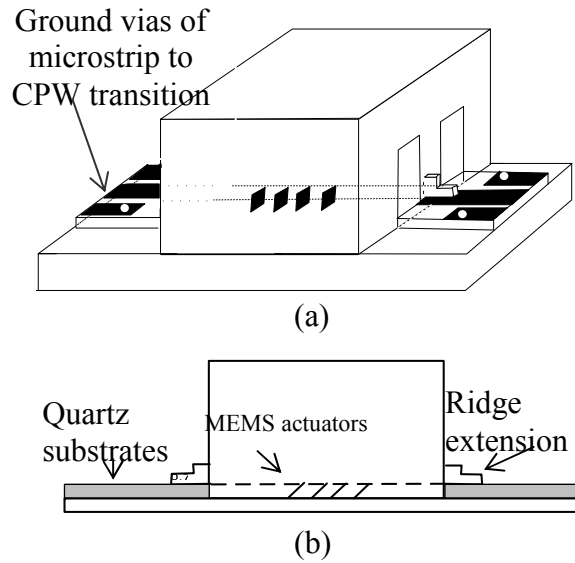 Ground vias of
microstrip to
CPW transition
(a)
Quartz
substrates
MEMS actuators
Ridge
extension
(b)